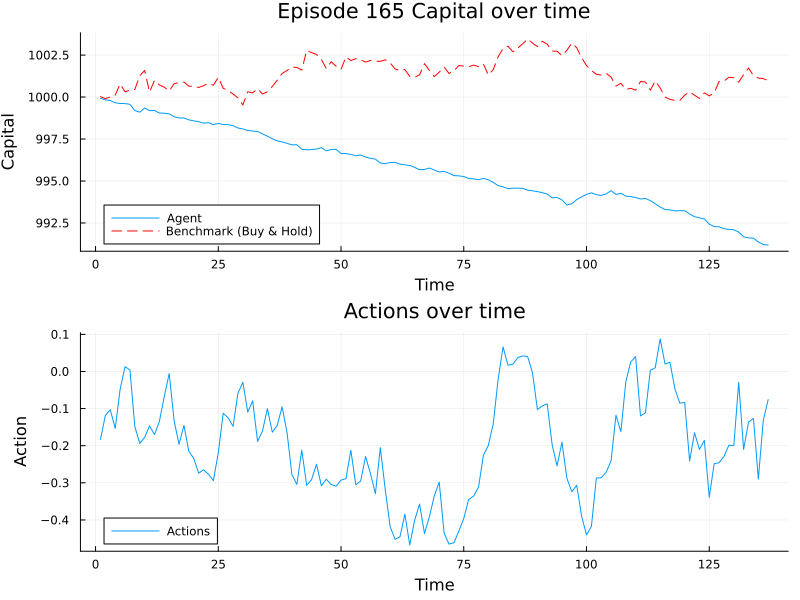 Episode 165 Capital over time
Capital
1002.5
1000.0
997.5
995.0
992.5
Agent
Benchmark (Buy & Hold)
0 25 50 75 100 125
Time
Actions over time
Action
0.1
0.0
−0.1
−0.2
−0.3
−0.4
Actions
0 25 50 75 100 125
Time